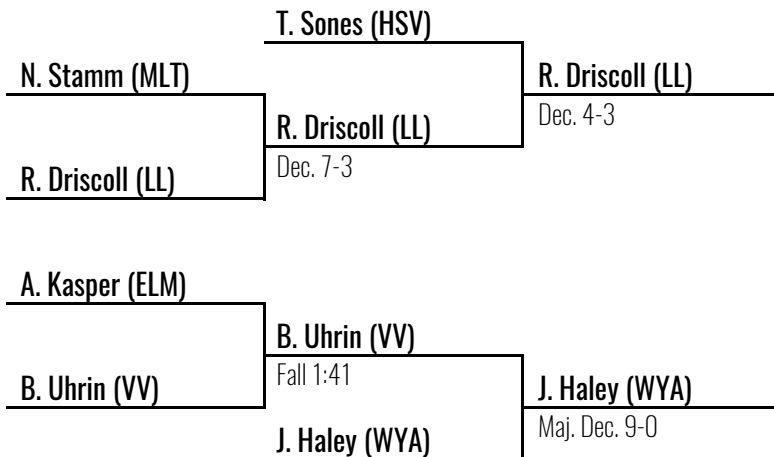 T. Sones (HSV)
N. Stamm (MLT)
R. Driscoll (LL)
R. Driscoll (LL)
Dec. 4-3
Dec. 7-3
R. Driscoll (LL)
A. Kasper (ELM)
B. Uhrin (VV)
Fall 1:41
B. Uhrin (VV)
J. Haley (WYA)
Maj. Dec. 9-0
J. Haley (WYA)